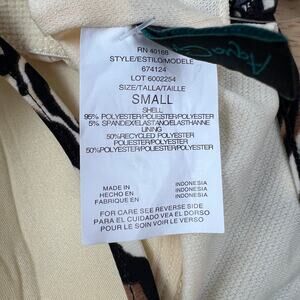 RN 40166
STYLE/ESTILO/MODELE
674124
LOT 6002254
SIZE/TALLA/TAILLE
SMALL
SHELL
95% POLYESTER/POLIESTER/POLYESTER
5% SPANDEX/ELASTANO/ELASTHANNE
LINING
50%RECYCLED POLYESTER
POLIESTER/POLYESTER
50%POLYESTER/POLIESTER/POLYESTER
MADE IN INDONESIA
HECHO EN INDONESIA
FABRIQUE EN INDONESIA
FOR CARE SEE REVERSE SIDE
PARA EL CUIDADO VEA EL DORSO
POUR LE SOIN VOIR LE VERSO